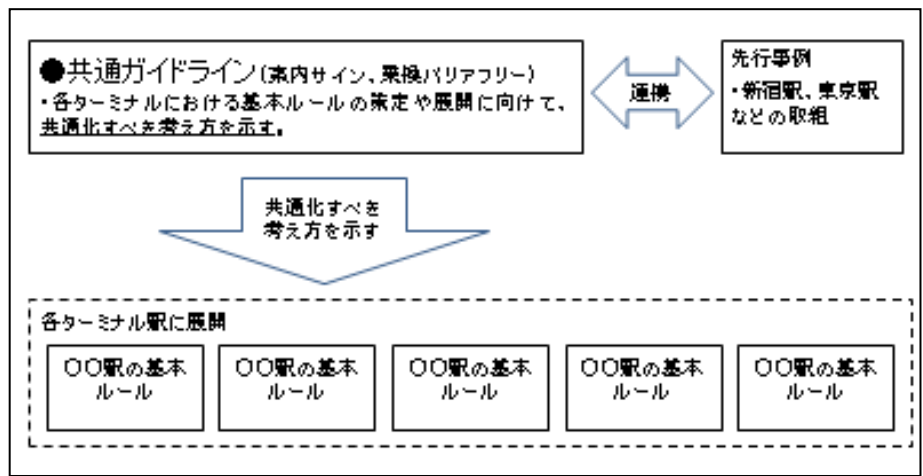 ●共通ガイドライン(案内サイン、乗換バリアフリー)
・各ターミナルにおける基本ルールの策定や展開に向けて、
共通化すべき考え方を示す。
連携
先行事例
・新宿駅、東京駅
などの取組
共通化すべき
考え方を示す
各ターミナル駅に展開
〇〇駅の基本
ルール
〇〇駅の基本
ルール
〇〇駅の基本
ルール
〇〇駅の基本
ルール
〇〇駅の基本
ルール